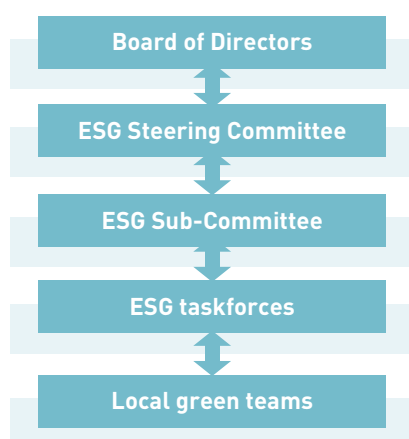 Board of Directors
ESG Steering Committee
ESG Sub-Committee
ESG taskforces
Local green teams